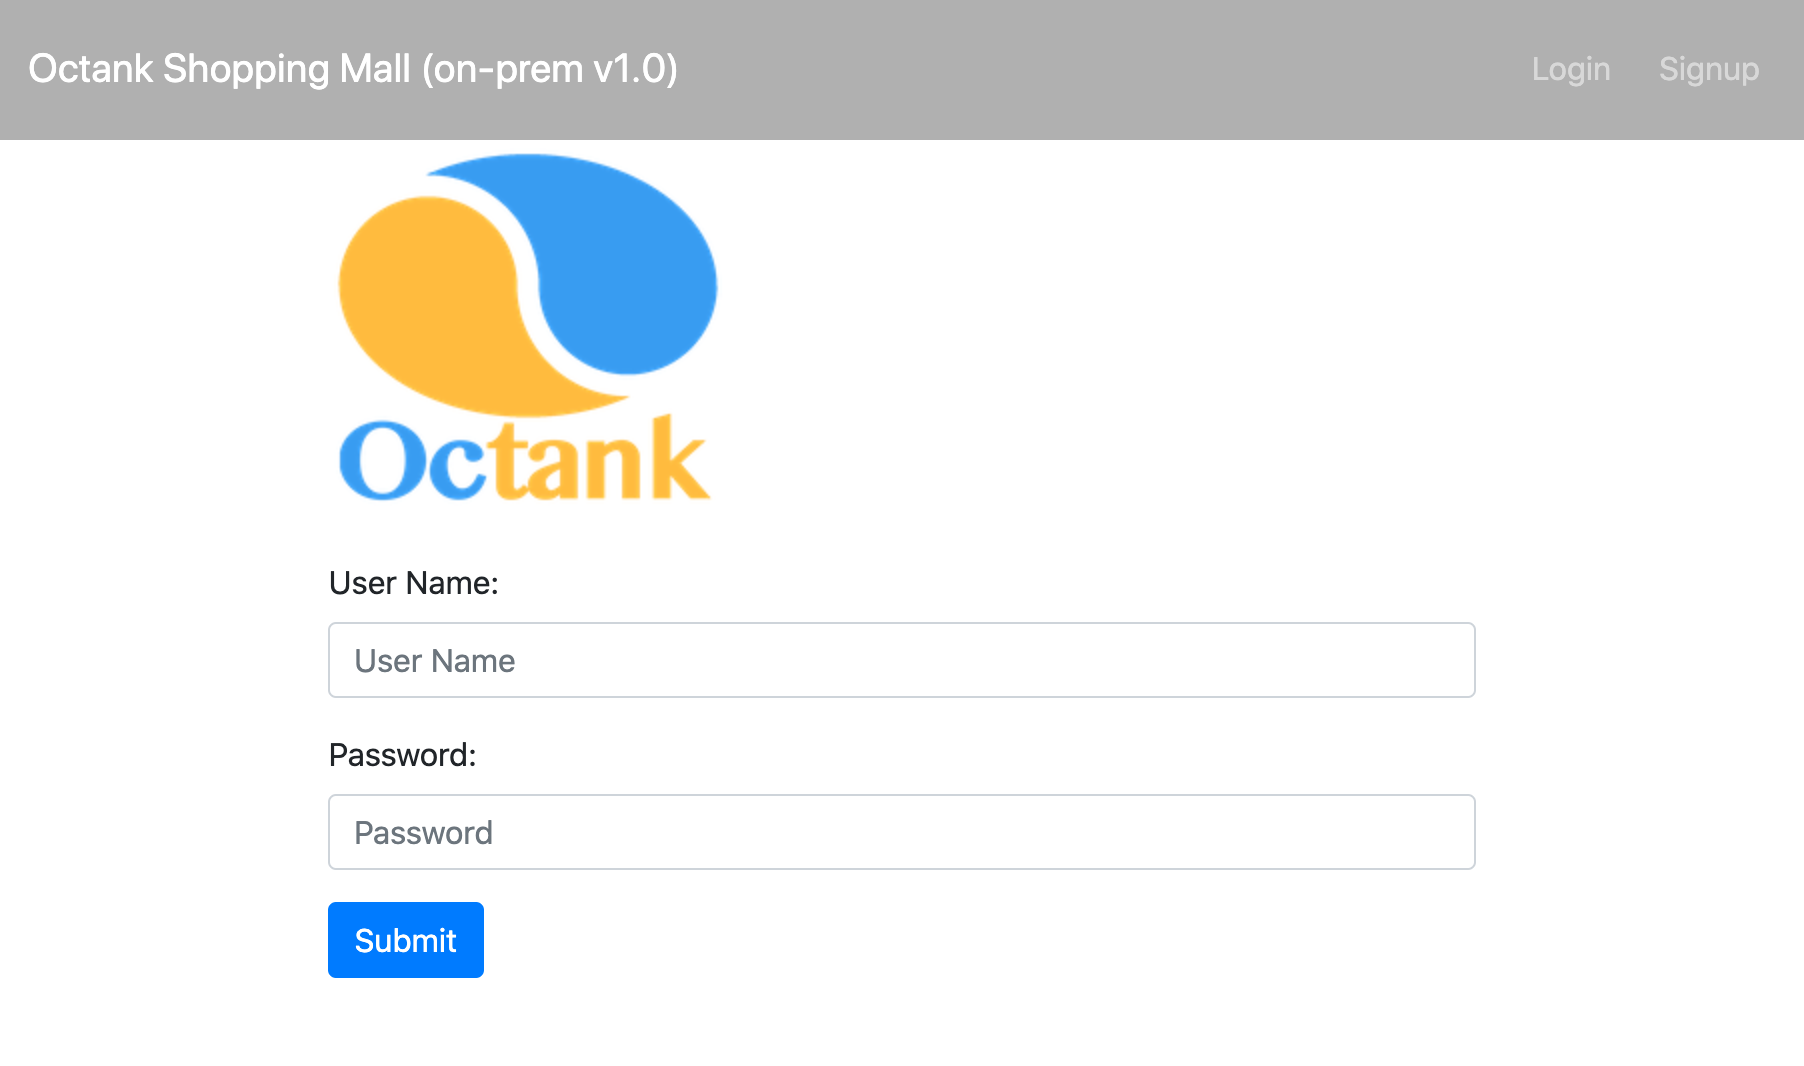 Octank Shopping Mall (on-prem v1.0) Login Signup
Octank
User Name:
User Name
Password:
Password
Submit